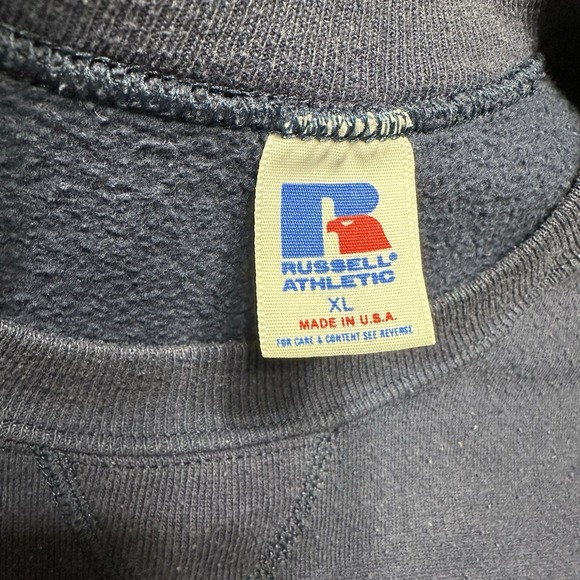 R
RUSSELL®
ATHLETIC
XL
MADE IN U.S.A.
FOR CARE & CONTENT SEE REVERSE